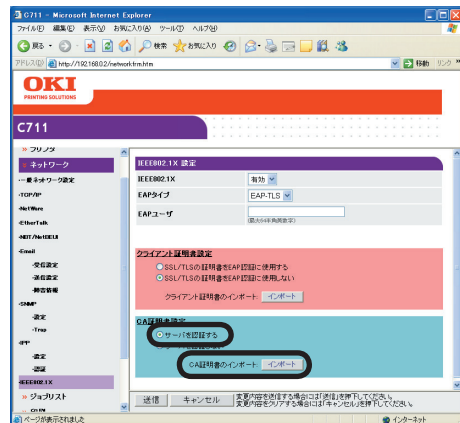 C711 - Microsoft Internet Explorer
ファイル(F) 編集(E) 表示(V) お気に入り(A) ツール(T) ヘルプ(H)
戻る 検索 お気に入り
アドレス(D) http://192.168.0.2/networkfrm.htm 移動 リンク »
OKI
PRINTING SOLUTIONS
C711
» プリンタ
» ネットワーク
-一般ネットワーク設定
-TCP/IP
-NetWare
-EtherTalk
-NBT/NetBEUI
-Email
-受信設定
-送信設定
-障害情報
-SNMP
-設定
-Trap
-IPP
-設定
-認証
-IEEE802.1X
» ジョブリスト
IEEE802.1X 設定
IEEE802.1X 有効
EAPタイプ EAP-TLS
EAPユーザ
(最大64半角英数字)
クライアント証明書設定
SSL/TLSの証明書をEAP認証に使用する
SSL/TLSの証明書をEAP認証に使用しない
クライアント証明書のインポート インポート
CA証明書設定
サーバを認証する
CA証明書のインポート インポート
送信 キャンセル
変更内容を送信する場合には「送信」を押下してください。
変更内容をクリアする場合には「キャンセル」を押下してください。
ページが表示されました インターネット